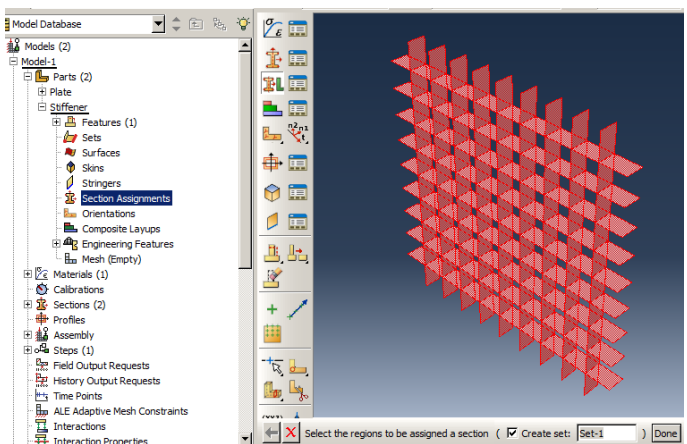 Model Database
Models (2)
Model-1
Parts (2)
Plate
Stiffener
Features (1)
Sets
Surfaces
Skins
Stringers
Section Assignments
Orientations
Composite Layups
Engineering Features
Mesh (Empty)
Materials (1)
Calibrations
Sections (2)
Profiles
Assembly
Steps (1)
Field Output Requests
History Output Requests
Time Points
ALE Adaptive Mesh Constraints
Interactions
Interaction Properties
Select the regions to be assigned a section ( Create set: Set-1 ) Done